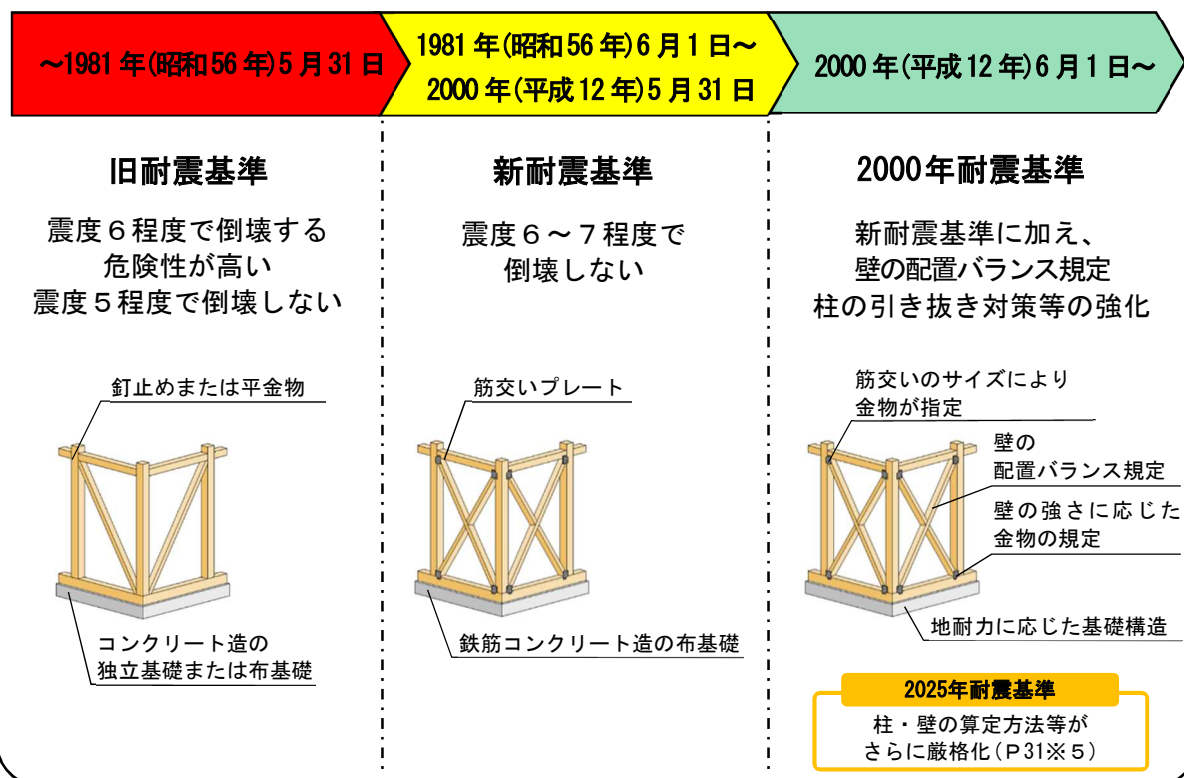 ～1981年(昭和56年)5月31日
1981年(昭和56年)6月1日～
2000年(平成12年)5月31日
2000年(平成12年)6月1日～
旧耐震基準
震度６程度で倒壊する
危険性が高い
震度５程度で倒壊しない
釘止めまたは平金物
コンクリート造の
独立基礎または布基礎
新耐震基準
震度６～７程度で
倒壊しない
筋交いプレート
鉄筋コンクリート造の布基礎
2000年耐震基準
新耐震基準に加え、
壁の配置バランス規定
柱の引き抜き対策等の強化
筋交いのサイズにより
金物が指定
壁の
配置バランス規定
壁の強さに応じた
金物の規定
地耐力に応じた基礎構造
2025年耐震基準
柱・壁の算定方法等が
さらに厳格化(Ｐ31※５)